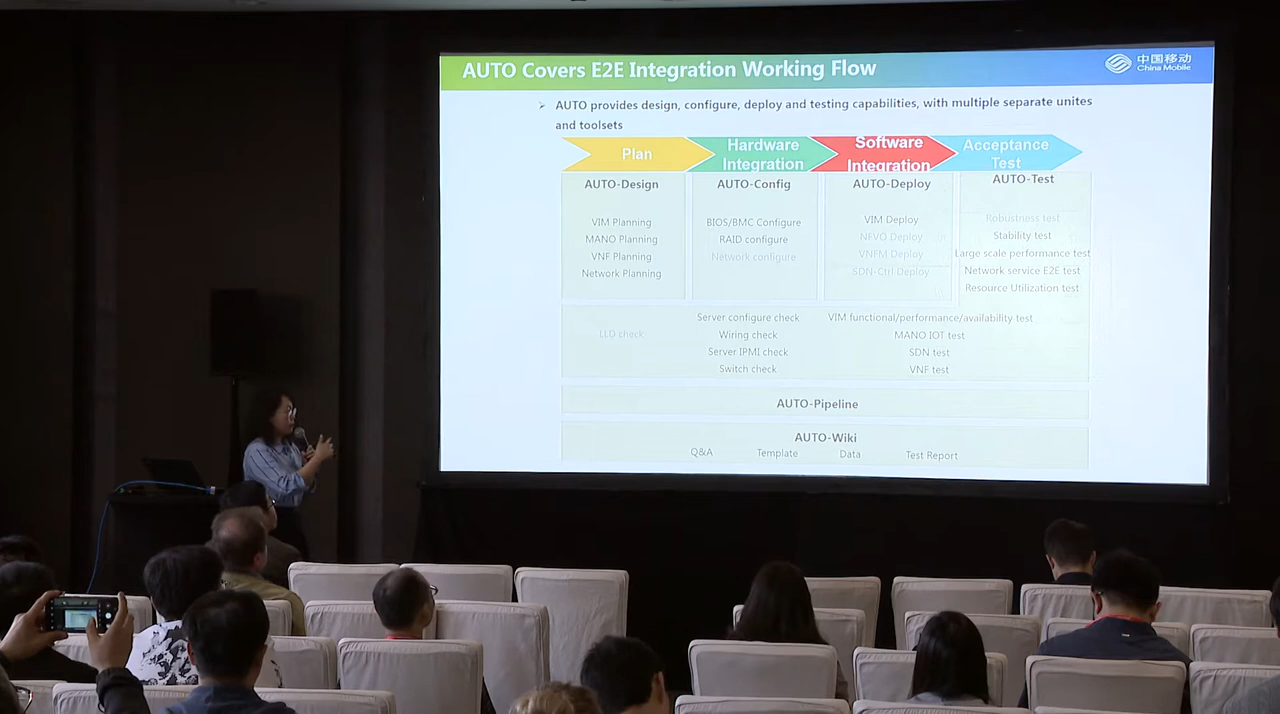 AUTO Covers E2E Integration Working Flow
中国移动
China Mobile
AUTO provides design, configure, deploy and testing capabilities, with multiple separate unites
and toolsets
Plan
Hardware
Integration
Software
Integration
Acceptance
Test
AUTO-Design
VIM Planning
MANO Planning
VNF Planning
Network Planning
AUTO-Config
BIOS/BMC Configure
RAID configure
Network configure
AUTO-Deploy
VIM Deploy
NFVO Deploy
VNFM Deploy
SDN-Ctrl Deploy
AUTO-Test
Robustness test
Stability test
Large scale performance test
Network service E2E test
Resource Utilization test
LLD check
Server configure check
Wiring check
Server IPMI check
Switch check
VIM functional/performance/availability test
MANO IOT test
SDN test
VNF test
AUTO-Pipeline
AUTO-Wiki
Q&A
Template
Data
Test Report